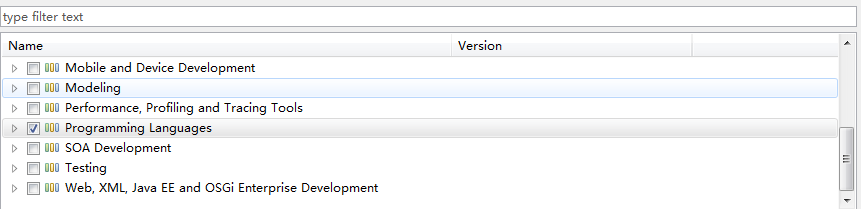 type filter text
Name Version
Mobile and Device Development
Modeling
Performance, Profiling and Tracing Tools
Programming Languages
SOA Development
Testing
Web, XML, Java EE and OSGi Enterprise Development